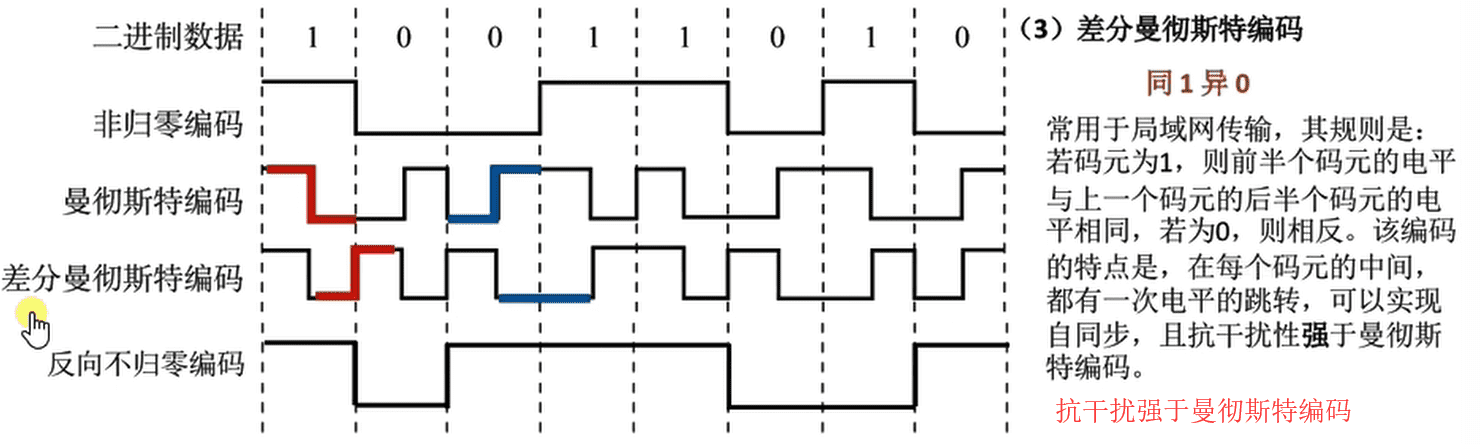 二进制数据 1 0 0 1 1 0 1 0
非归零编码
曼彻斯特编码
差分曼彻斯特编码
反向不归零编码
（3）差分曼彻斯特编码
同 1 异 0
常用于局域网传输，其规则是：
若码元为1，则前半个码元的电平
与上一个码元的后半个码元的电
平相同，若为0，则相反。该编码
的特点是，在每个码元的中间，
都有一次电平的跳转，可以实现
自同步，且抗干扰性强于曼彻斯
特编码。
抗干扰强于曼彻斯特编码